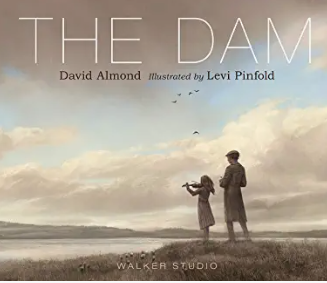 THE DAM
David Almond Illustrated by Levi Pinfold
WALKER STUDIO